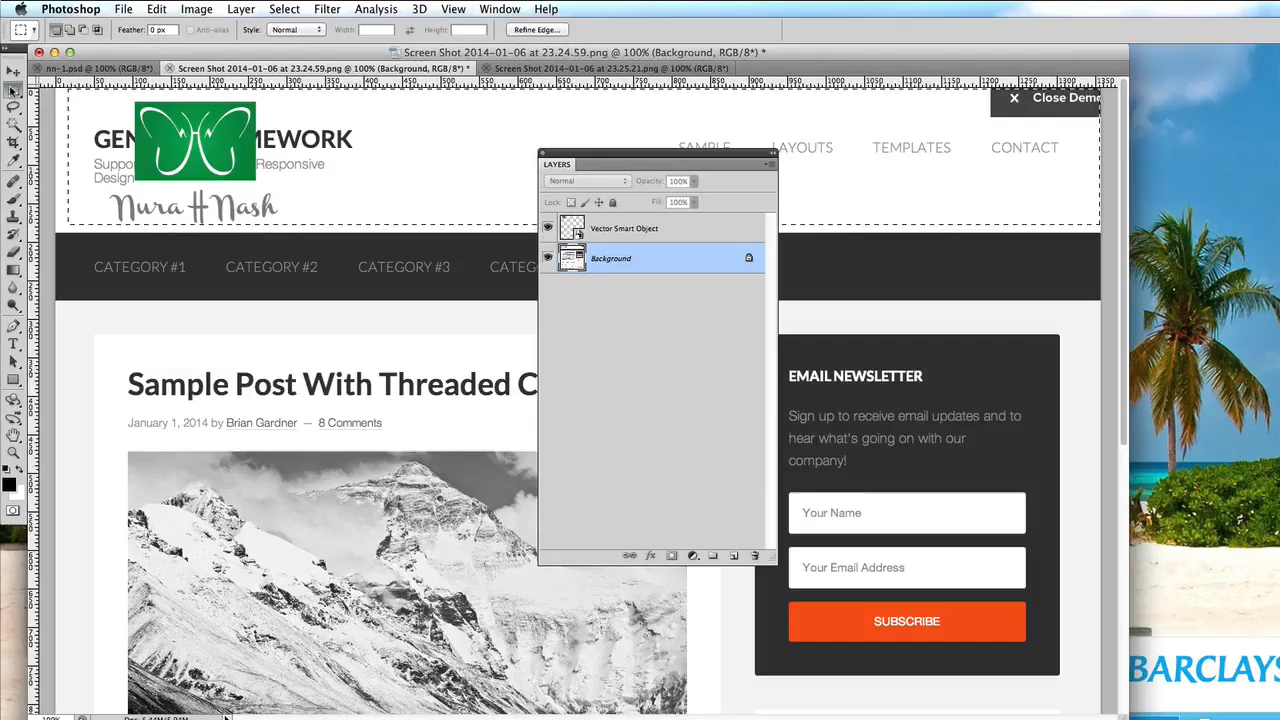 Photoshop File Edit Image Layer Select Filter Analysis 3D View Window Help
Feather: 0 px Anti-alias Style: Normal Width: Height: Refine Edge...
Screen Shot 2014-01-06 at 23.24.59.png @ 100% (Background, RGB/8*) *
nn-1.psd @ 100% (RGB/8*) Screen Shot 2014-01-06 at 23.24.59.png @ 100% (Background, RGB/8*) * Screen Shot 2014-01-06 at 23.25.21.png @ 100% (RGB/8*)
Close Demo
GEN MEWORK
Suppo Responsive
Design
Nura H Nash
SAMPLE LAYOUTS TEMPLATES CONTACT
CATEGORY #1 CATEGORY #2 CATEGORY #3 CATEG
LAYERS
Normal Opacity: 100%
Lock: Fill: 100%
Vector Smart Object
Background
Sample Post With Threaded C
January 1, 2014 by Brian Gardner — 8 Comments
EMAIL NEWSLETTER
Sign up to receive email updates and to
hear what's going on with our
company!
Your Name
Your Email Address
SUBSCRIBE
BARCLAYS
100%